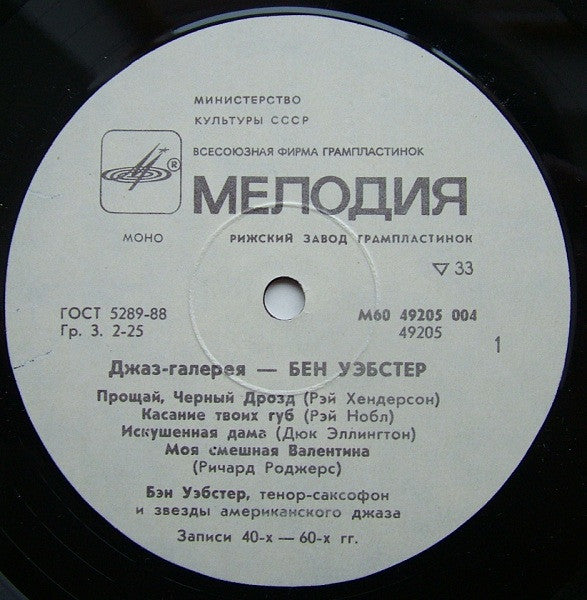 МИНИСТЕРСТВО
КУЛЬТУРЫ СССР
ВСЕСОЮЗНАЯ ФИРМА ГРАМПЛАСТИНОК
®
МЕЛОДИЯ
МОНО РИЖСКИЙ ЗАВОД ГРАМПЛАСТИНОК
▽ 33
ГОСТ 5289-88 М60 49205 004
Гр. 3. 2-25 49205
1
Джаз-галерея — БЕН УЭБСТЕР
Прощай, Черный Дрозд (Рэй Хендерсон)
Касание твоих губ (Рэй Нобл)
Искушенная дама (Дюк Эллингтон)
Моя смешная Валентина
(Ричард Роджерс)
Бэн Уэбстер, тенор-саксофон
и звезды американского джаза
Записи 40-х — 60-х гг.